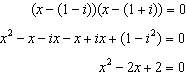 (x - (1 - i))(x - (1 + i)) = 0
x² - x - ix - x + ix + (1 - i²) = 0
x² - 2x + 2 = 0